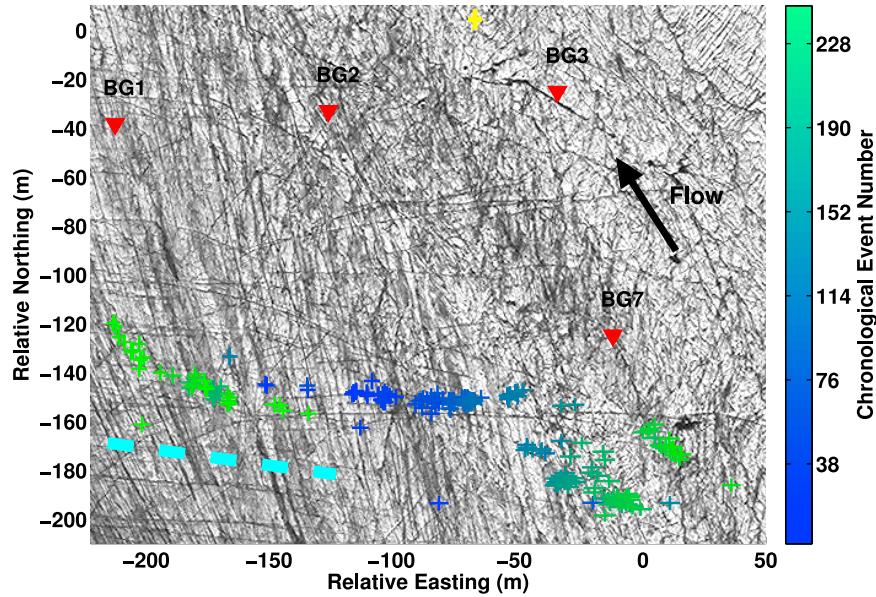 0
−20
−40
−60
−80
−100
−120
−140
−160
−180
−200
Relative Northing (m)
BG1
BG2
BG3
Flow
BG7
−200
−150
−100
−50
0
50
Relative Easting (m)
228
190
152
114
76
38
Chronological Event Number